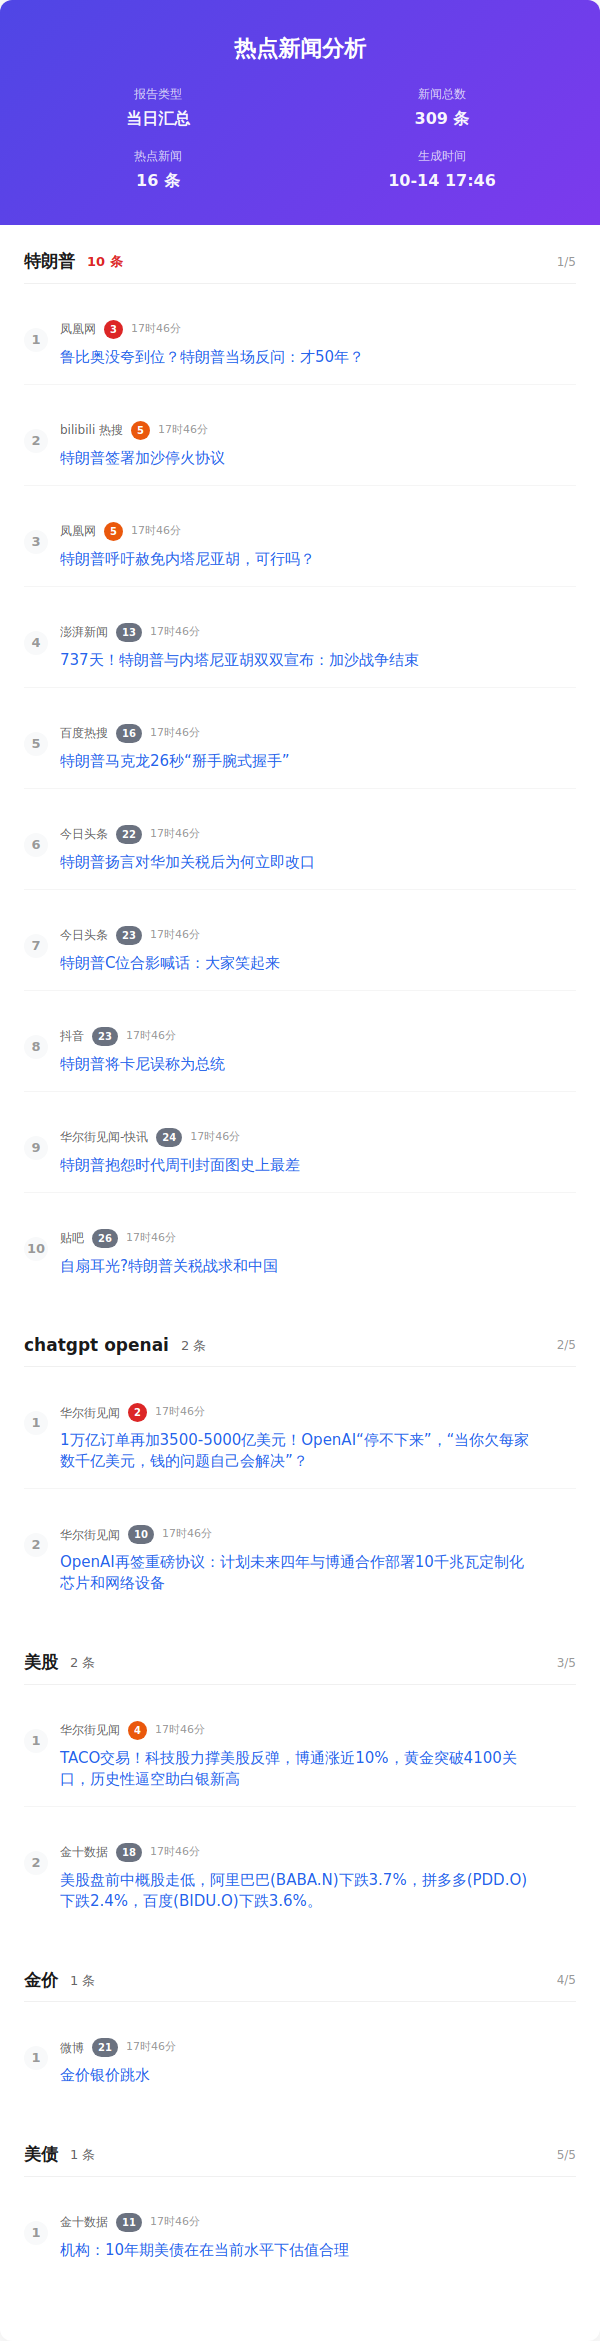 热点新闻分析
报告类型
当日汇总
新闻总数
309 条
热点新闻
16 条
生成时间
10-14 17:46
特朗普 10 条 1/5
1
凤凰网 3 17时46分
鲁比奥没夸到位？特朗普当场反问：才50年？
2
bilibili 热搜 5 17时46分
特朗普签署加沙停火协议
3
凤凰网 5 17时46分
特朗普呼吁赦免内塔尼亚胡，可行吗？
4
澎湃新闻 13 17时46分
737天！特朗普与内塔尼亚胡双双宣布：加沙战争结束
5
百度热搜 16 17时46分
特朗普马克龙26秒“掰手腕式握手”
6
今日头条 22 17时46分
特朗普扬言对华加关税后为何立即改口
7
今日头条 23 17时46分
特朗普C位合影喊话：大家笑起来
8
抖音 23 17时46分
特朗普将卡尼误称为总统
9
华尔街见闻-快讯 24 17时46分
特朗普抱怨时代周刊封面图史上最差
10
贴吧 26 17时46分
自扇耳光?特朗普关税战求和中国
chatgpt openai 2 条 2/5
1
华尔街见闻 2 17时46分
1万亿订单再加3500-5000亿美元！OpenAI“停不下来”，“当你欠每家
数千亿美元，钱的问题自己会解决”？
2
华尔街见闻 10 17时46分
OpenAI再签重磅协议：计划未来四年与博通合作部署10千兆瓦定制化
芯片和网络设备
美股 2 条 3/5
1
华尔街见闻 4 17时46分
TACO交易！科技股力撑美股反弹，博通涨近10%，黄金突破4100关
口，历史性逼空助白银新高
2
金十数据 18 17时46分
美股盘前中概股走低，阿里巴巴(BABA.N)下跌3.7%，拼多多(PDD.O)
下跌2.4%，百度(BIDU.O)下跌3.6%。
金价 1 条 4/5
1
微博 21 17时46分
金价银价跳水
美债 1 条 5/5
1
金十数据 11 17时46分
机构：10年期美债在在当前水平下估值合理